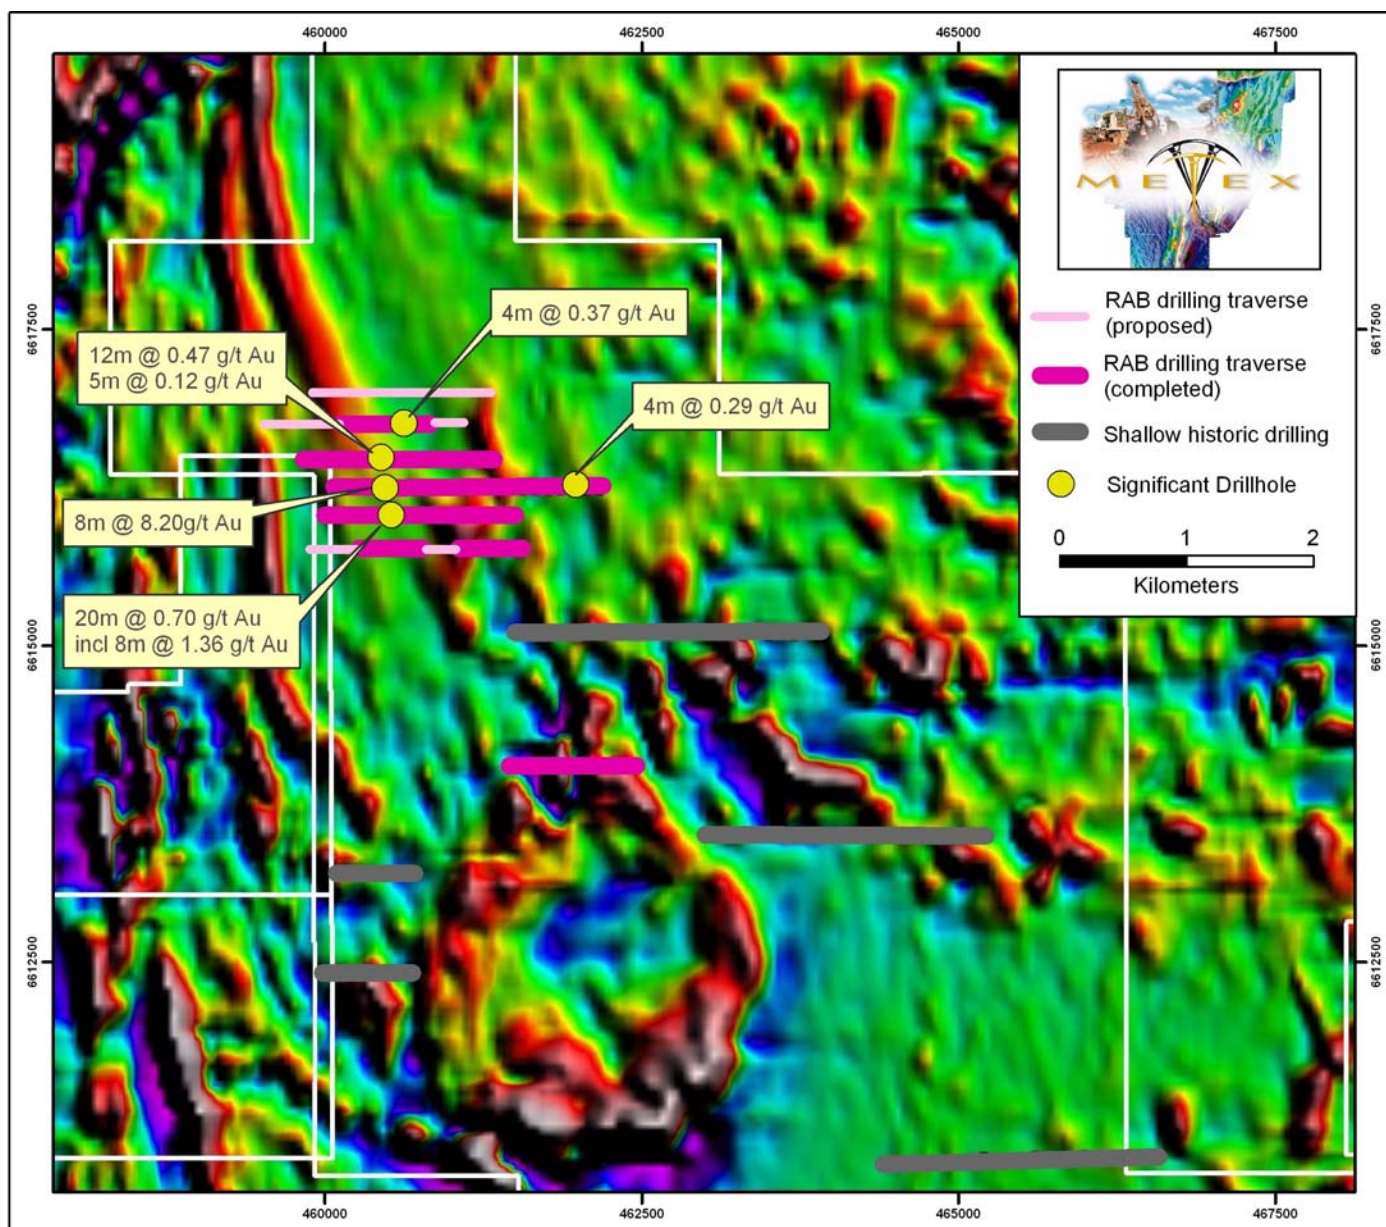 460000 462500 465000 467500
METEX
RAB drilling traverse
(proposed)
RAB drilling traverse
(completed)
Shallow historic drilling
Significant Drillhole
0 1 2
Kilometers
6617500
6617500
4m @ 0.37 g/t Au
12m @ 0.47 g/t Au
5m @ 0.12 g/t Au
4m @ 0.29 g/t Au
8m @ 8.20g/t Au
20m @ 0.70 g/t Au
incl 8m @ 1.36 g/t Au
6615000
6615000
6612500
6612500
460000 462500 465000 467500